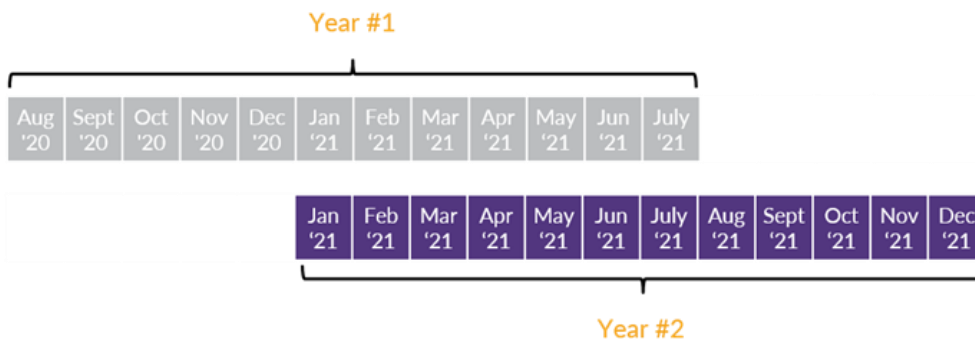 Year #1
Aug Sept Oct Nov Dec Jan Feb Mar Apr May Jun July
'20 '20 '20 '20 '20 ‘21 ‘21 ‘21 ‘21 ‘21 ‘21 ‘21
Jan Feb Mar Apr May Jun July Aug Sept Oct Nov Dec
‘21 ‘21 ‘21 ‘21 ‘21 ‘21 ‘21 ‘21 ‘21 ‘21 ‘21 ‘21
Year #2